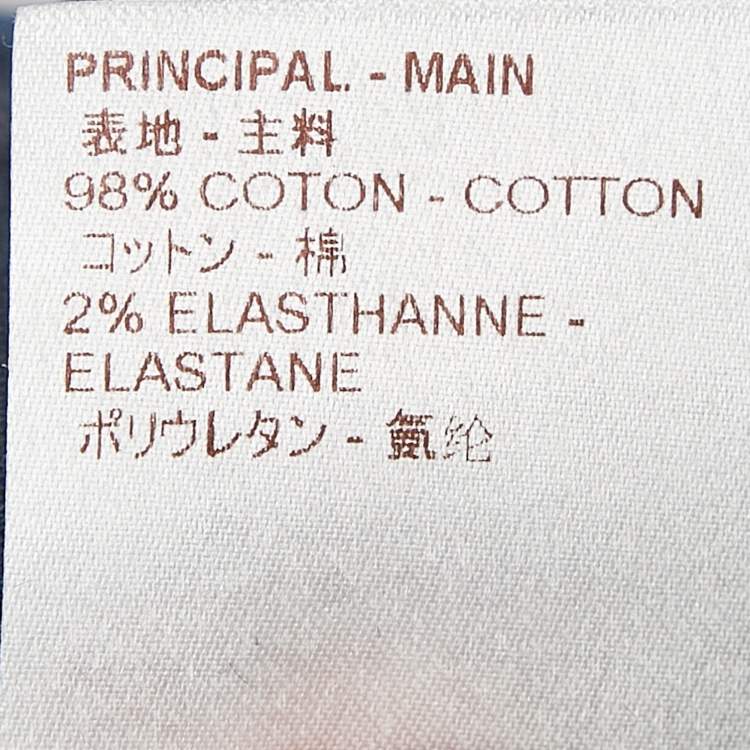 PRINCIPAL - MAIN
表地 - 主料
98% COTON - COTTON
コットン - 棉
2% ELASTHANNE -
ELASTANE
ポリウレタン - 氨纶